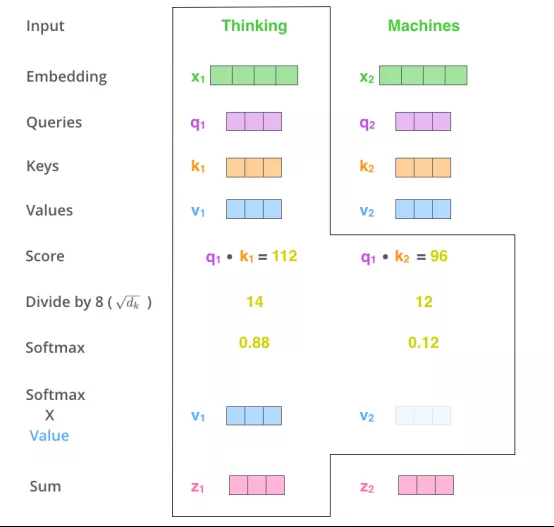 Input Thinking Machines
Embedding x₁ x₂
Queries q₁ q₂
Keys k₁ k₂
Values v₁ v₂
Score q₁ • k₁ = 112 q₁ • k₂ = 96
Divide by 8 ( √dₖ ) 14 12
Softmax 0.88 0.12
Softmax
X v₁ v₂
Value
Sum z₁ z₂